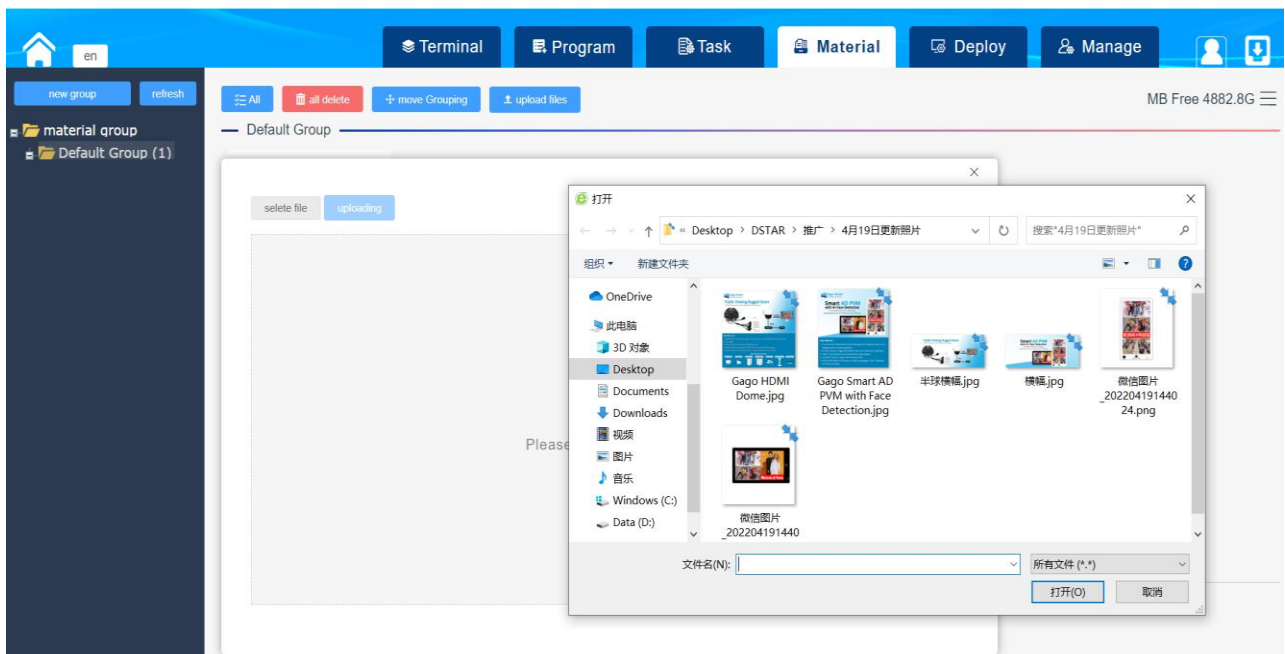 en
Terminal
Program
Task
Material
Deploy
Manage
new group
refresh
All
all delete
move Grouping
upload files
MB Free 4882.8G
material group
Default Group (1)
Default Group
selete file
uploading
Please
打开
« Desktop › DSTAR › 推广 › 4月19日更新照片
搜索"4月19日更新照片"
组织
新建文件夹
OneDrive
此电脑
3D 对象
Desktop
Documents
Downloads
视频
图片
音乐
Windows (C:)
Data (D:)
Smart AD PVM
Gago HDMI
Dome.jpg
Gago Smart AD
PVM with Face
Detection.jpg
半球横幅.jpg
横幅.jpg
微信图片
_202204191440
24.png
微信图片
_202204191440
文件名(N):
所有文件 (*.*)
打开(O)
取消